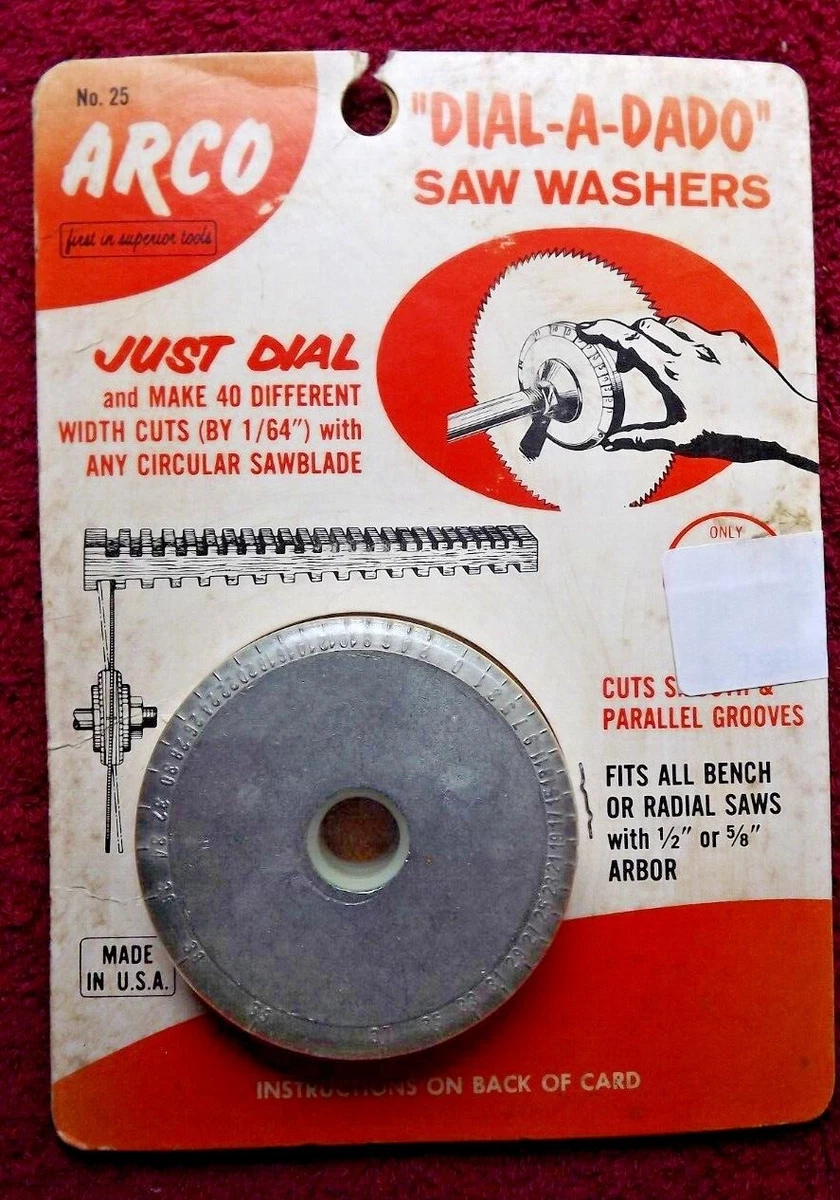 No. 25
ARCO
first in superior tools
"DIAL-A-DADO"
SAW WASHERS
JUST DIAL
and MAKE 40 DIFFERENT
WIDTH CUTS (BY 1/64") with
ANY CIRCULAR SAWBLADE
ONLY
CUTS &
PARALLEL GROOVES
FITS ALL BENCH
OR RADIAL SAWS
with ½" or ⅝"
ARBOR
MADE
IN U.S.A.
INSTRUCTIONS ON BACK OF CARD